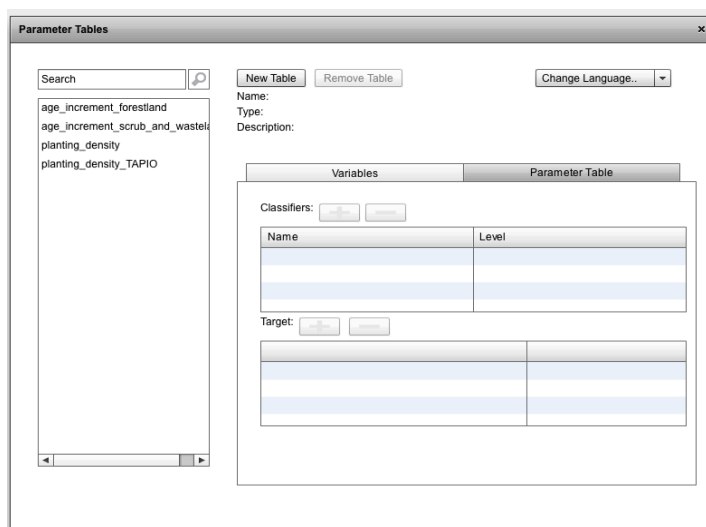 Parameter Tables
Search
New Table Remove Table Change Language..
Name:
Type:
Description:
age_increment_forestland
age_increment_scrub_and_wastela
planting_density
planting_density_TAPIO
Variables Parameter Table
Classifiers:
Name Level
Target: